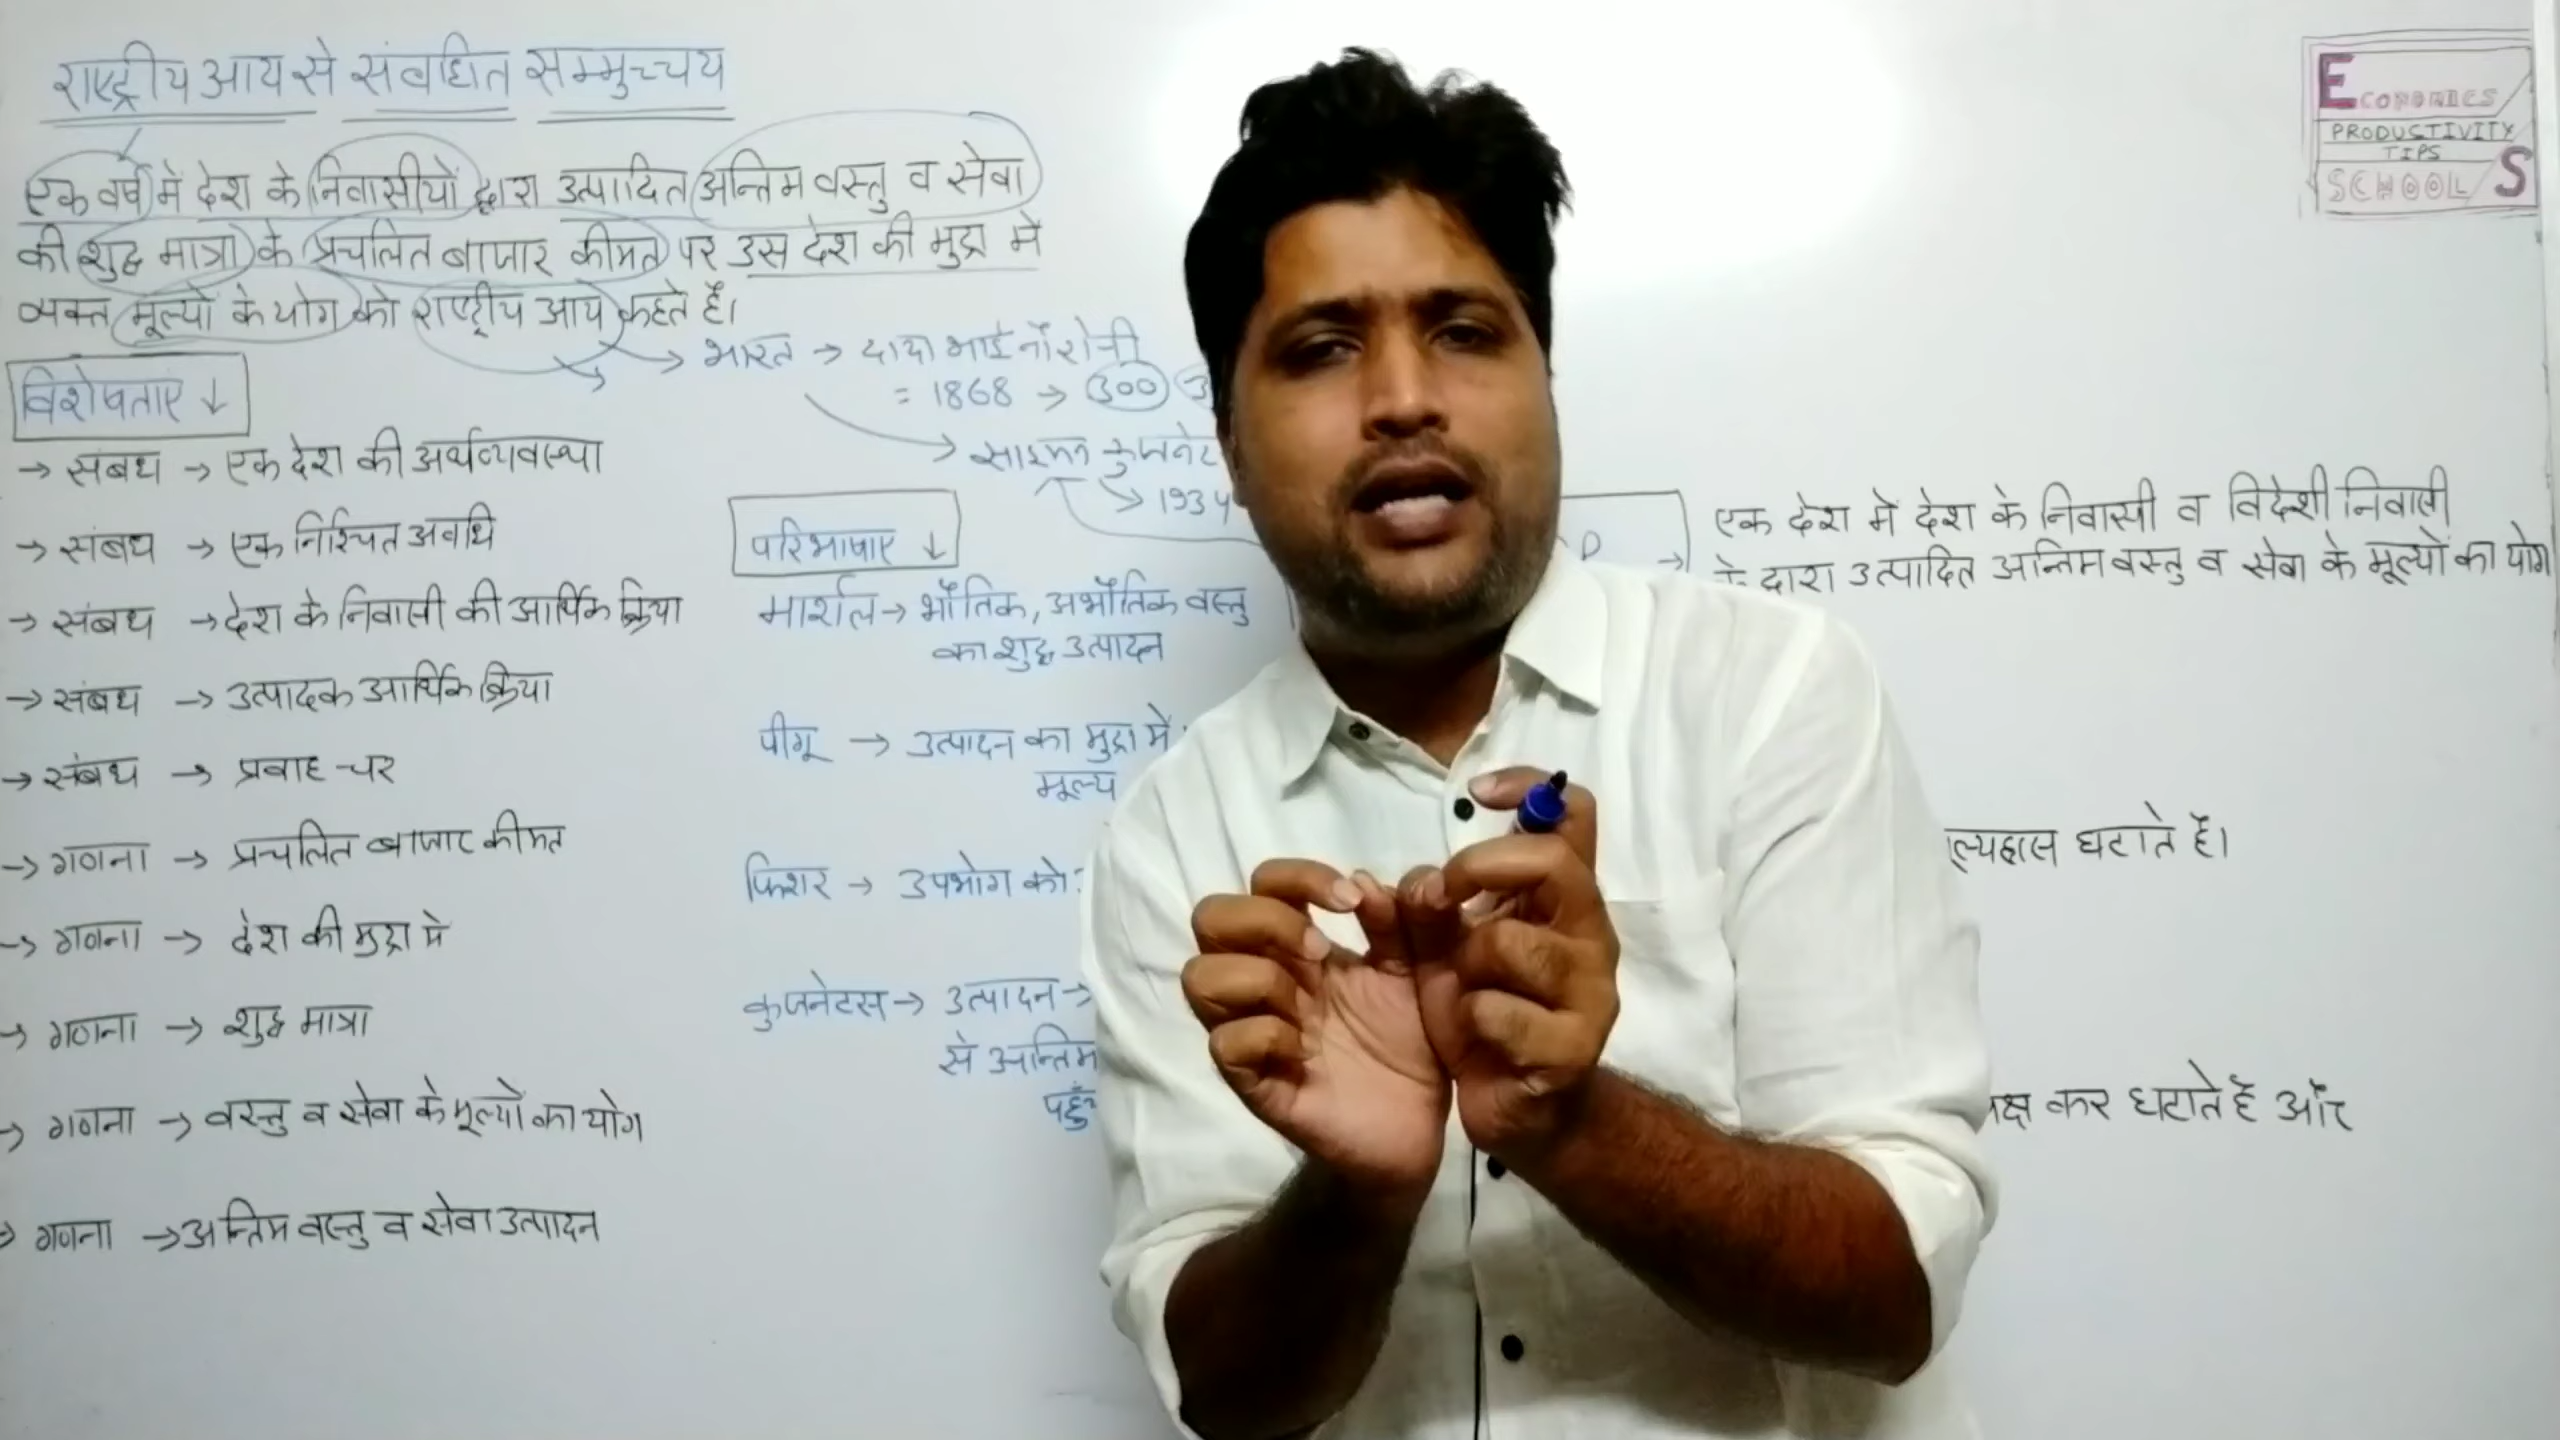 राष्ट्रीय आय से संबधित सम्मुच्चय
एक वर्ष में देश के निवासीयों द्वारा उत्पादित अन्तिम वस्तु व सेवा
की शुद्ध मात्रा के प्रचलित बाजार कीमत पर उस देश की मुद्रा में
व्यक्त मूल्यों के योग को राष्ट्रीय आय कहते हैं।
भारत → दादा भाई नौरोजी
= 1868 → 300
साइमन कुजनेट
→ 1934
विशेषताए ↓
→ संबध → एक देश की अर्थव्यवस्था
→ संबध → एक निश्चित अवधि
→ संबध → देश के निवासी की आर्थिक क्रिया
→ संबध → उत्पादक आर्थिक क्रिया
→ संबध → प्रवाह चर
→ गणना → प्रचलित बाजार कीमत
→ गणना → देश की मुद्रा में
→ गणना → शुद्ध मात्रा
→ गणना → वस्तु व सेवा के मूल्यों का योग
→ गणना → अन्तिम वस्तु व सेवा उत्पादन
परिभाषाए ↓
मार्शल → भौतिक, अभौतिक वस्तु
का शुद्ध उत्पादन
पीगू → उत्पादन का मुद्रा में
मूल्य
फिशर → उपभोग को
कुजनेटस → उत्पादन →
से अन्तिम
ECONOMICS
PRODUCTIVITY
TIPS
SCHOOL S
एक देश में देश के निवासी व विदेशी निवासी
के द्वारा उत्पादित अन्तिम वस्तु व सेवा के मूल्यों का योग
घटाते हैं।
कर घटाते हैं और